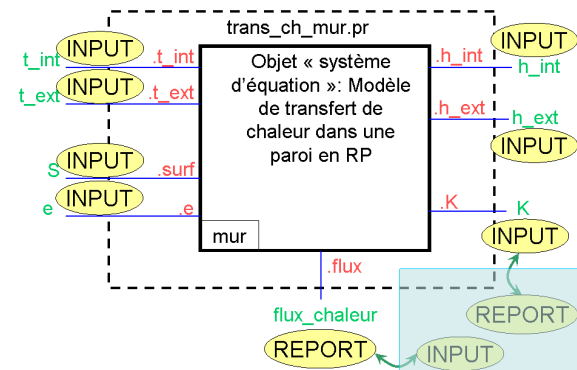 trans_ch_mur.pr
INPUT
t_int
.t_int
INPUT
t_ext
.t_ext
INPUT
S
.surf
INPUT
e
.e
Objet « système
d'équation »: Modèle
de transfert de
chaleur dans une
paroi en RP
mur
INPUT
.h_int
h_int
.h_ext
h_ext
INPUT
.K
K
INPUT
.flux
flux_chaleur
REPORT
REPORT
INPUT